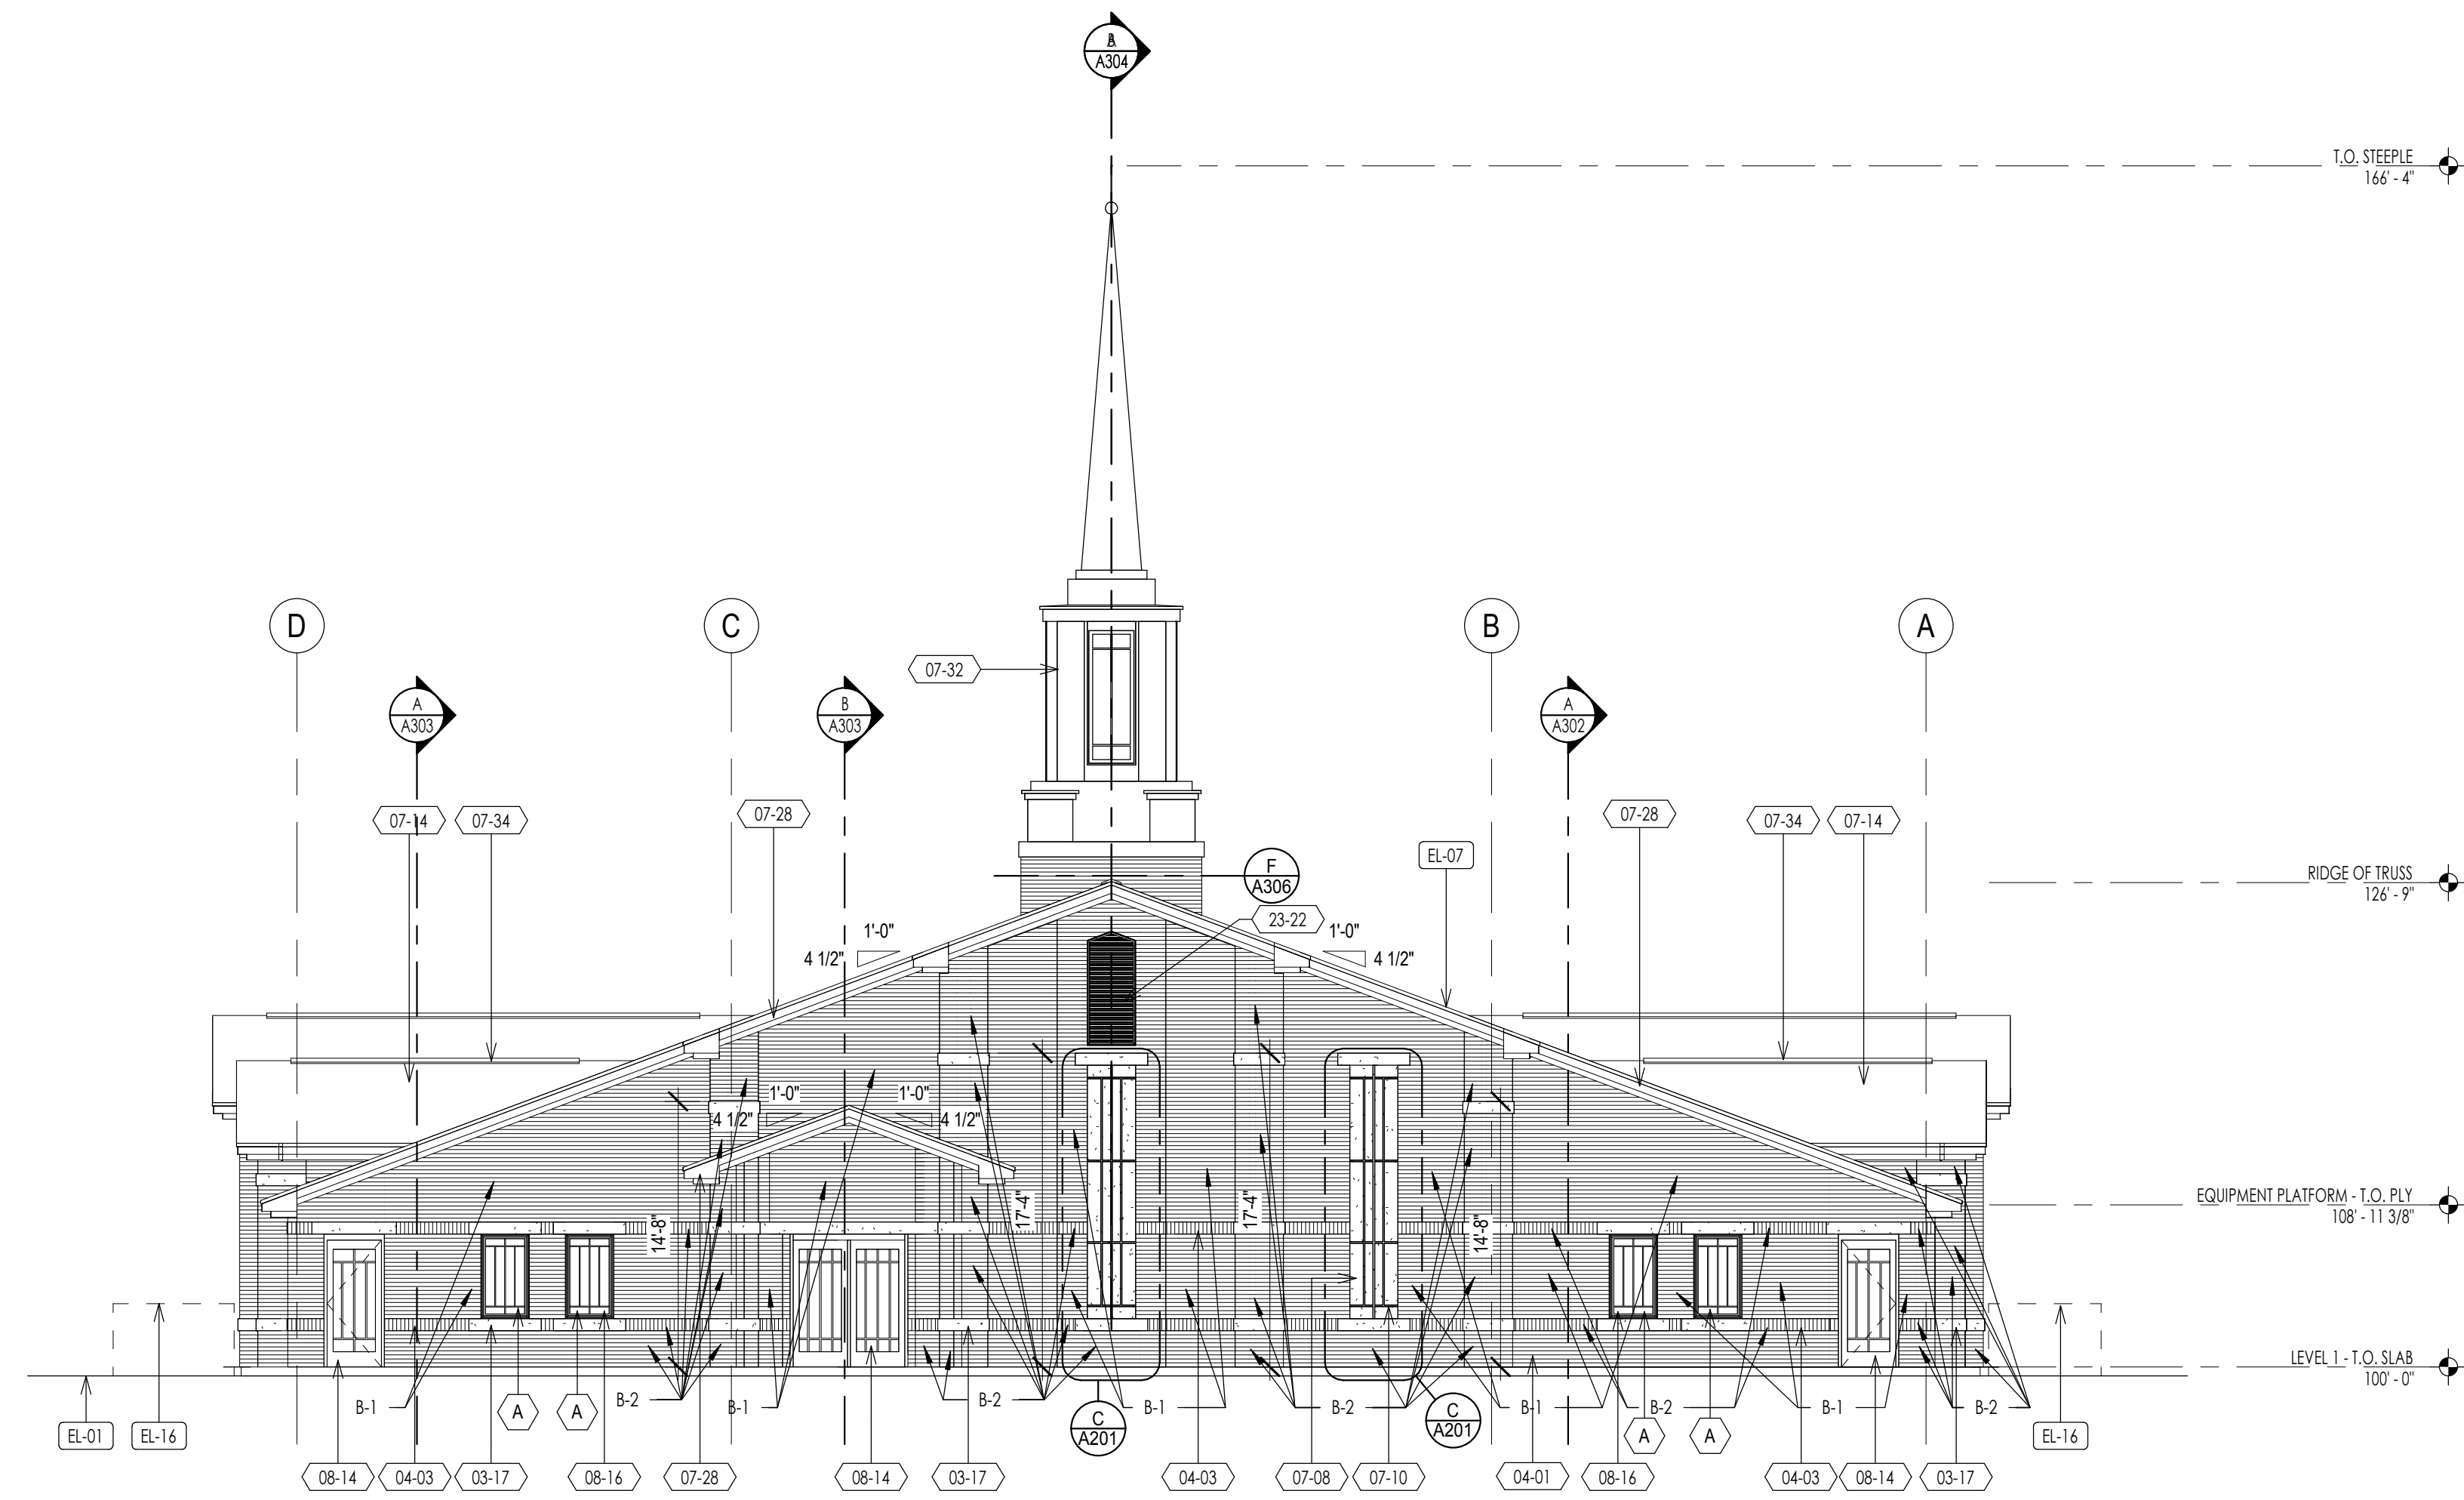 B
A304
T.O. STEEPLE
166' - 4"
D
C
B
A
07-32
A
A303
B
A303
A
A302
07-14
07-34
07-28
07-28
07-34
07-14
EL-07
F
A306
RIDGE OF TRUSS
126' - 9"
23-22
1'-0"
4 1/2"
1'-0"
4 1/2"
1'-0"
4 1/2"
1'-0"
4 1/2"
EQUIPMENT PLATFORM - T.O. PLY
108' - 11 3/8"
14'-8"
17'-4"
17'-4"
14'-8"
LEVEL 1 - T.O. SLAB
100' - 0"
B-1
A
A
B-2
B-1
B-2
C
A201
B-1
B-2
C
A201
B-1
A
B-2
A
B-1
B-2
EL-01
EL-16
EL-16
08-14
04-03
03-17
08-16
07-28
08-14
03-17
04-03
07-08
07-10
04-01
08-16
04-03
08-14
03-17